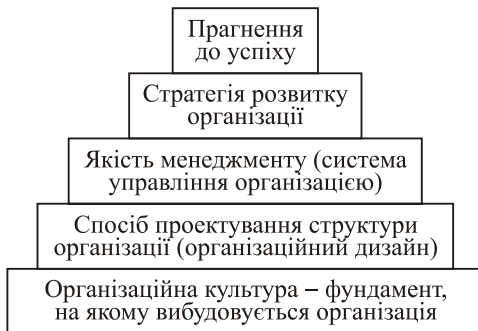 Прагнення
до успіху
Стратегія розвитку
організації
Якість менеджменту (система
управління організацією)
Спосіб проектування структури
організації (організаційний дизайн)
Організаційна культура – фундамент,
на якому вибудовується організація